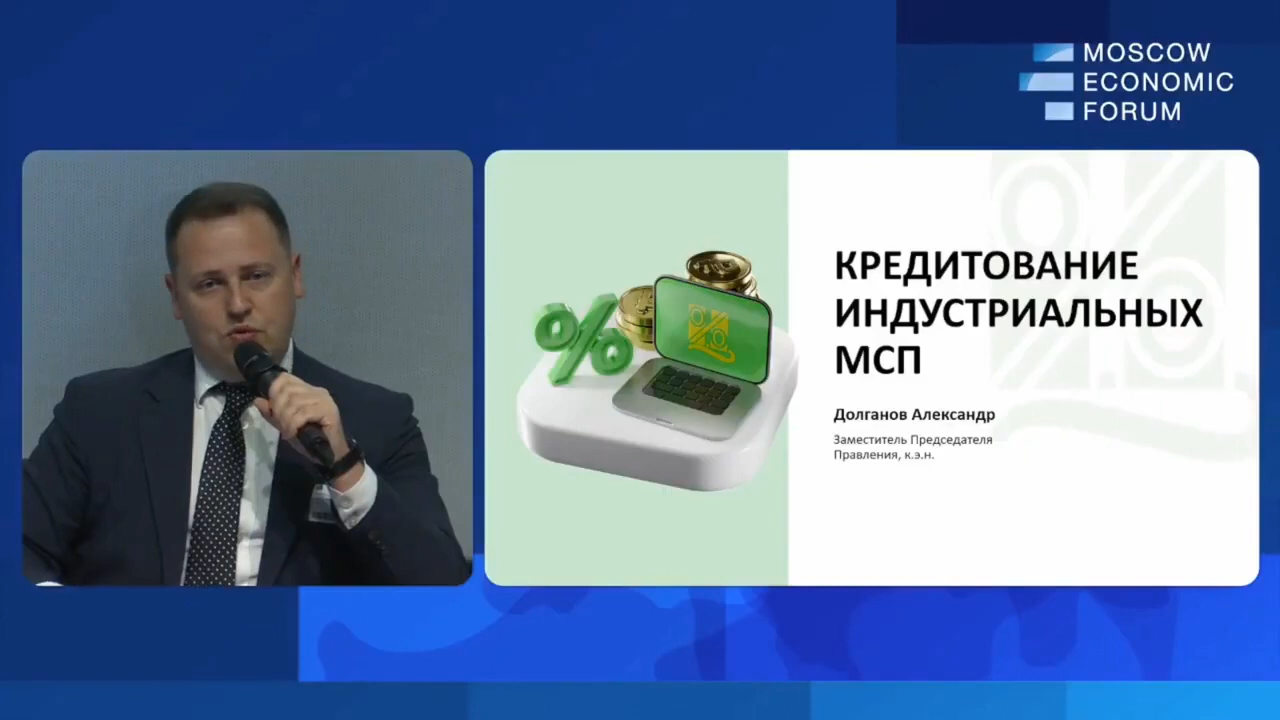 MOSCOW
ECONOMIC
FORUM
КРЕДИТОВАНИЕ
ИНДУСТРИАЛЬНЫХ
МСП
Долганов Александр
Заместитель Председателя
Правления, к.э.н.